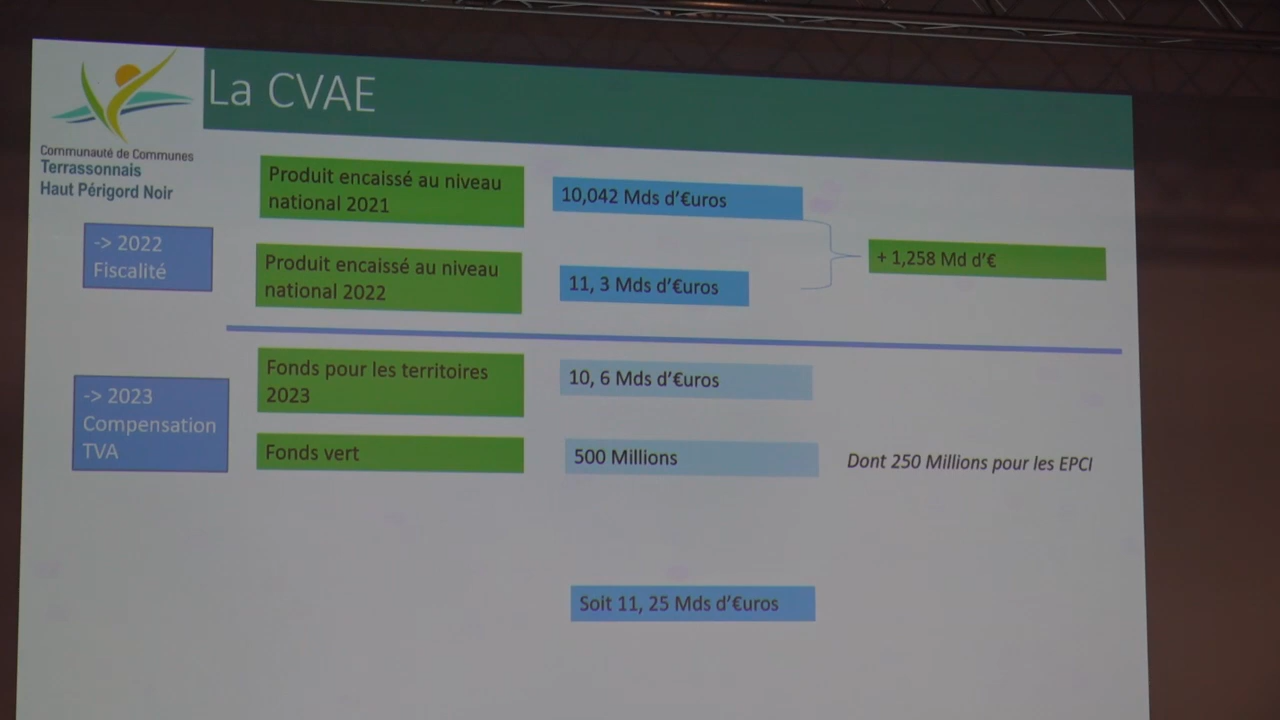 La CVAE
Communauté de Communes
Terrassonnais
Haut Périgord Noir
Produit encaissé au niveau
national 2021
10,042 Mds d'€uros
-> 2022
Fiscalité
+ 1,258 Md d'€
Produit encaissé au niveau
national 2022
11, 3 Mds d'€uros
-> 2023
Compensation
TVA
Fonds pour les territoires
2023
10, 6 Mds d'€uros
Fonds vert
500 Millions
Dont 250 Millions pour les EPCI
Soit 11, 25 Mds d'€uros